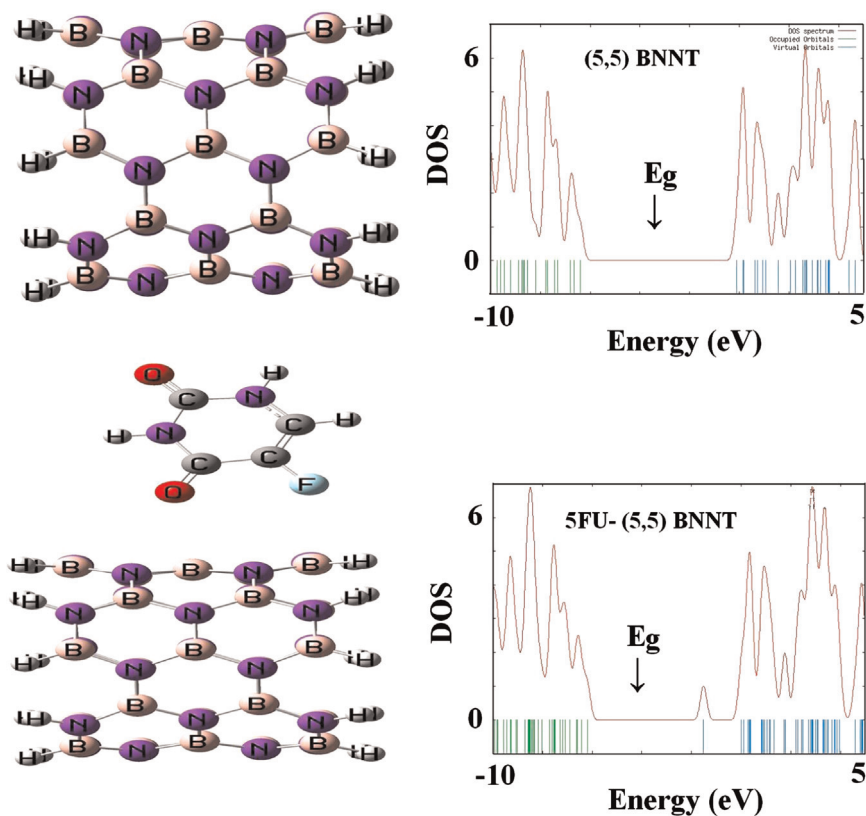 H B N B N B H
H B B H
N N N
B B B
H N N H
B B
H N N N H
B B B
H N N H
(5,5) BNNT
DOS spectrum
Occupied Orbitals
Virtual Orbitals
6
DOS
Eg
0
-10
5
Energy (eV)
O H
C N
H N C H
C C
O F
H B N B N B H
H B B H
N N N
B B B
H N N H
B B
H N N N H
B N B N B
H H
5FU- (5,5) BNNT
6
DOS
Eg
0
-10
5
Energy (eV)